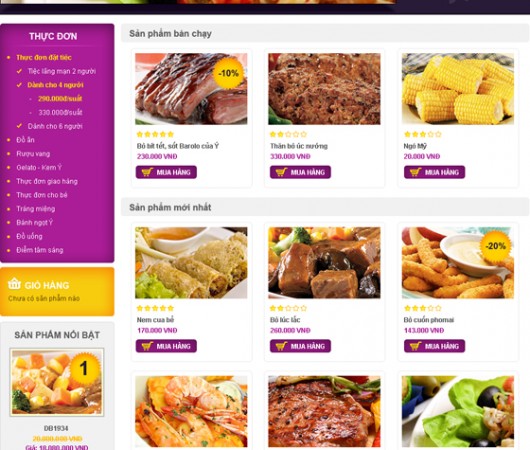 THỰC ĐƠN
Thực đơn đặt tiệc
Tiệc lãng mạn 2 người
Dành cho 4 người
290.000đ/suất
330.000đ/suất
Dành cho 6 người
Đồ ăn
Rượu vang
Gelato - Kem Ý
Thực đơn giao hàng
Thực đơn cho bé
Tráng miệng
Bánh ngọt Ý
Đồ uống
Điểm tâm sáng
GIỎ HÀNG
Chưa có sản phẩm nào
SẢN PHẨM NỔI BẬT
1
DB1934
20.000.000 VND
Giá: 18.000.000 VND
Sản phẩm bán chạy
-10%
Bò bít tết, sốt Barolo của Ý
230.000 VNĐ
MUA HÀNG
Thăn bò úc nướng
330.000 VNĐ
MUA HÀNG
Ngô Mỹ
20.000 VNĐ
MUA HÀNG
Sản phẩm mới nhất
Nem cua bể
170.000 VNĐ
MUA HÀNG
Bò lúc lắc
260.000 VNĐ
MUA HÀNG
-20%
Bò cuốn phomai
143.000 VNĐ
MUA HÀNG